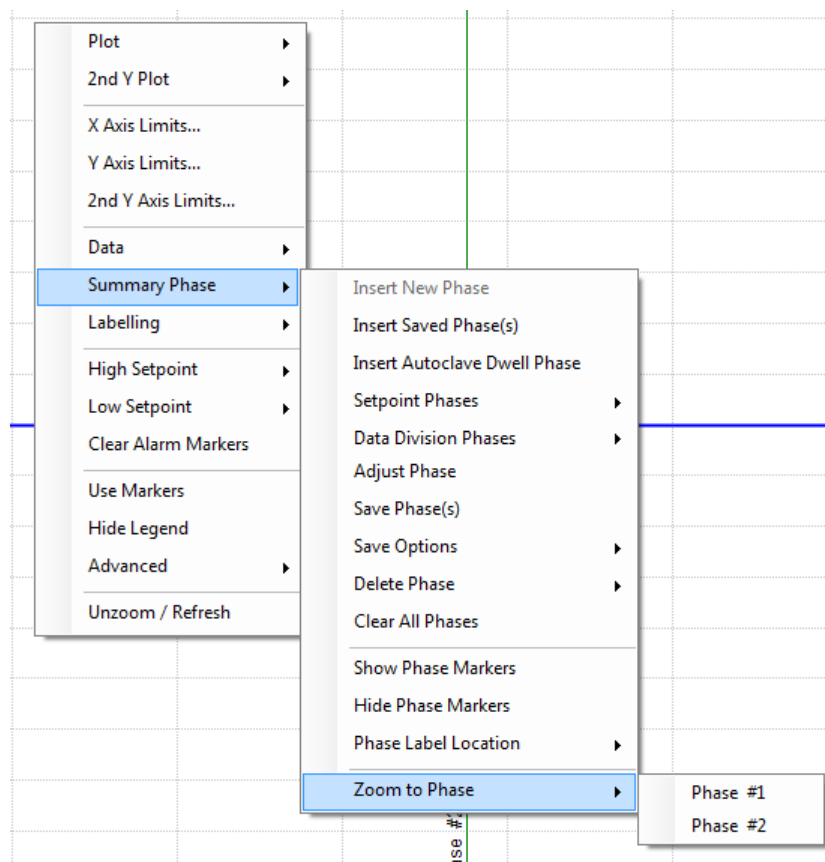 Plot
2nd Y Plot
X Axis Limits...
Y Axis Limits...
2nd Y Axis Limits...
Data
Summary Phase
Labelling
High Setpoint
Low Setpoint
Clear Alarm Markers
Use Markers
Hide Legend
Advanced
Unzoom / Refresh
Insert New Phase
Insert Saved Phase(s)
Insert Autoclave Dwell Phase
Setpoint Phases
Data Division Phases
Adjust Phase
Save Phase(s)
Save Options
Delete Phase
Clear All Phases
Show Phase Markers
Hide Phase Markers
Phase Label Location
Zoom to Phase
Phase #1
Phase #2